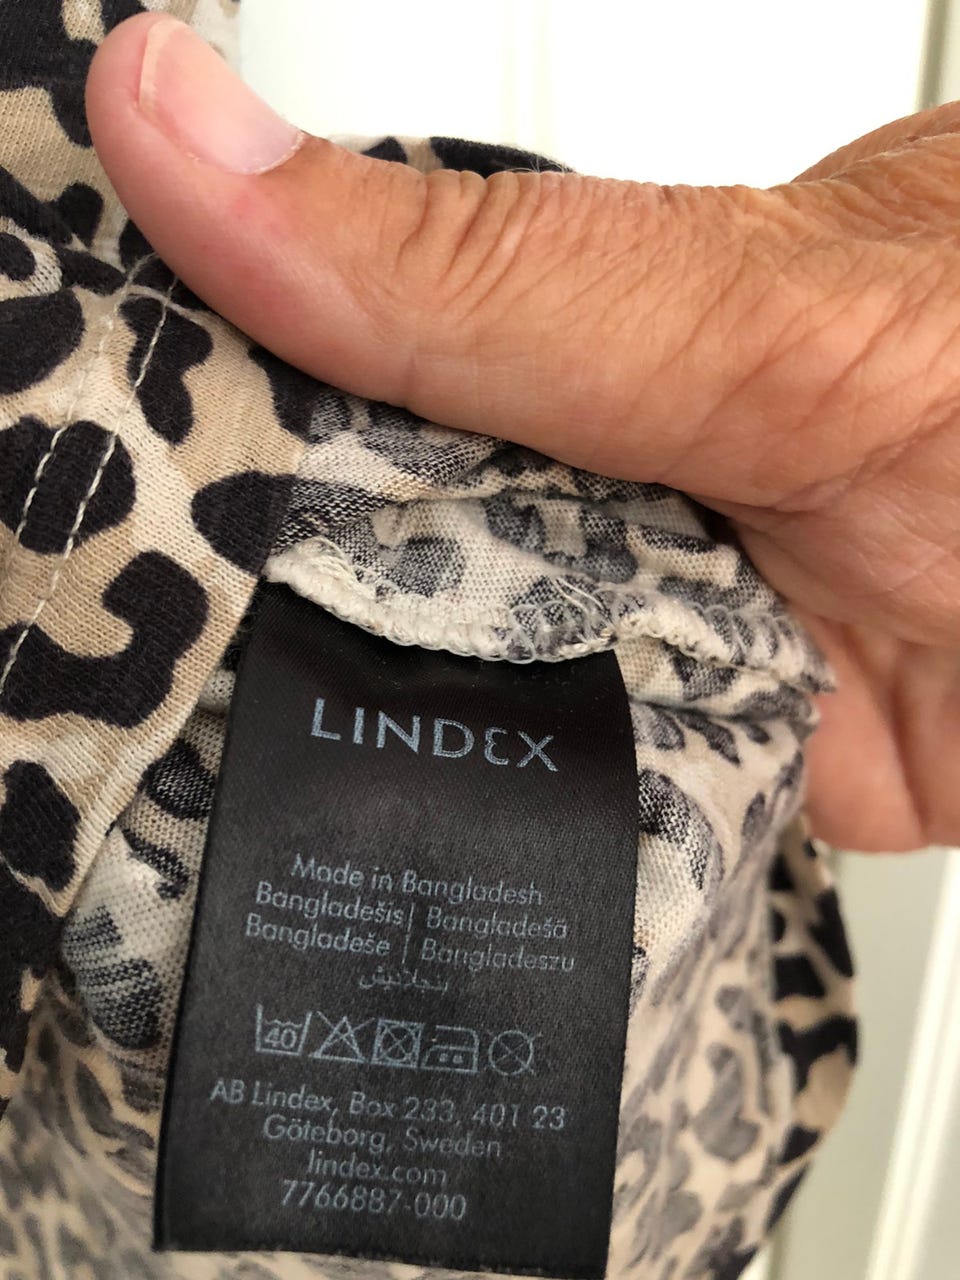 LINDEX
Made in Bangladesh
Bangladešis| Bangladešā
Bangladeše | Bangladeszu
بنجلاديش
40
AB Lindex, Box 233, 401 23
Göteborg, Sweden
lindex.com
7766887-000